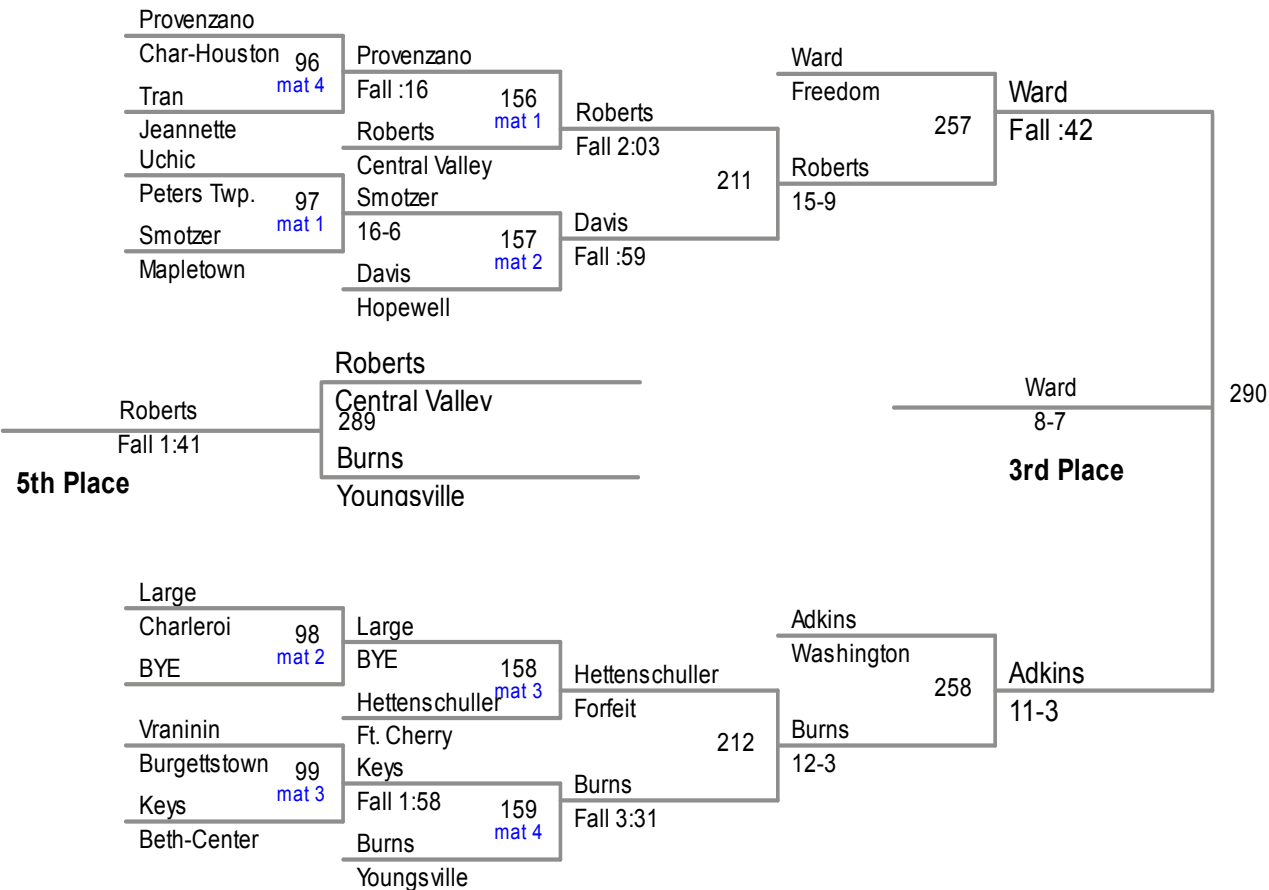 Provenzano
Char-Houston
96
mat 4
Tran
Jeannette
Uchic
Peters Twp.
97
mat 1
Smotzer
Mapletown
Provenzano
Fall :16
156
mat 1
Roberts
Central Valley
Smotzer
16-6
157
mat 2
Davis
Hopewell
Roberts
Fall 2:03
211
Davis
Fall :59
Ward
Freedom
257
Roberts
15-9
Ward
Fall :42
Roberts
Central Valley
289
Burns
Youngsville
Roberts
Fall 1:41
5th Place
Ward
8-7
3rd Place
290
Large
Charleroi
98
mat 2
BYE
Vraninin
Burgettstown
99
mat 3
Keys
Beth-Center
Large
BYE
158
mat 3
Hettenschuller
Ft. Cherry
Keys
Fall 1:58
159
mat 4
Burns
Youngsville
Hettenschuller
Forfeit
212
Burns
Fall 3:31
Adkins
Washington
258
Burns
12-3
Adkins
11-3